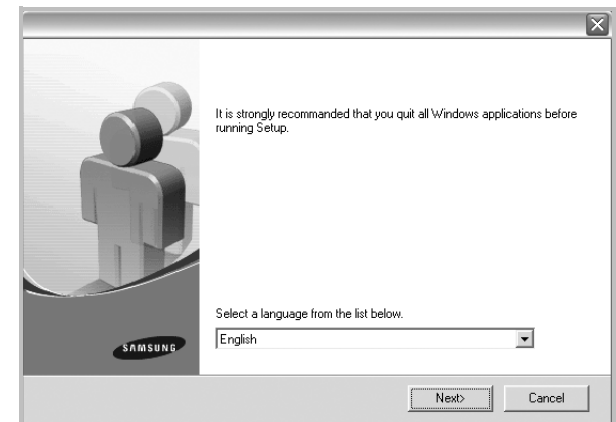 It is strongly recommanded that you quit all Windows applications before
running Setup.
Select a language from the list below.
English
SAMSUNG
Next>
Cancel